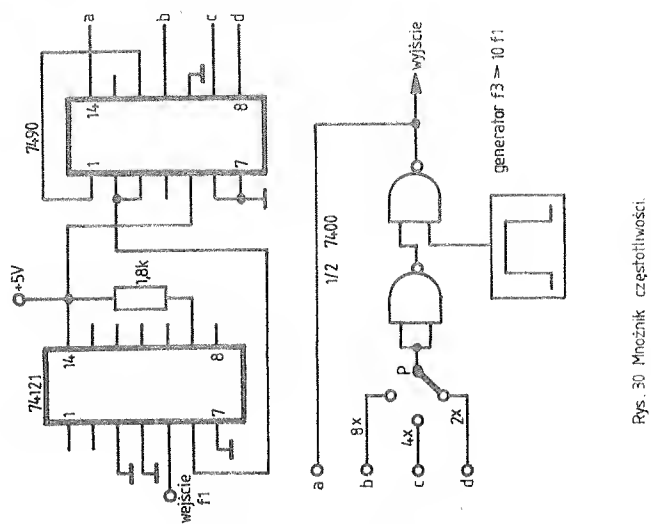 +5V
74121
1
14
7
8
1,8k
wejście
f1
7490
1
14
7
8
a
b
c
d
a
b
c
d
8x
4x
2x
P
1/2 7400
wyjście
generator f3 ≥ 10 f1
Rys. 30 Mnożnik częstotliwości.